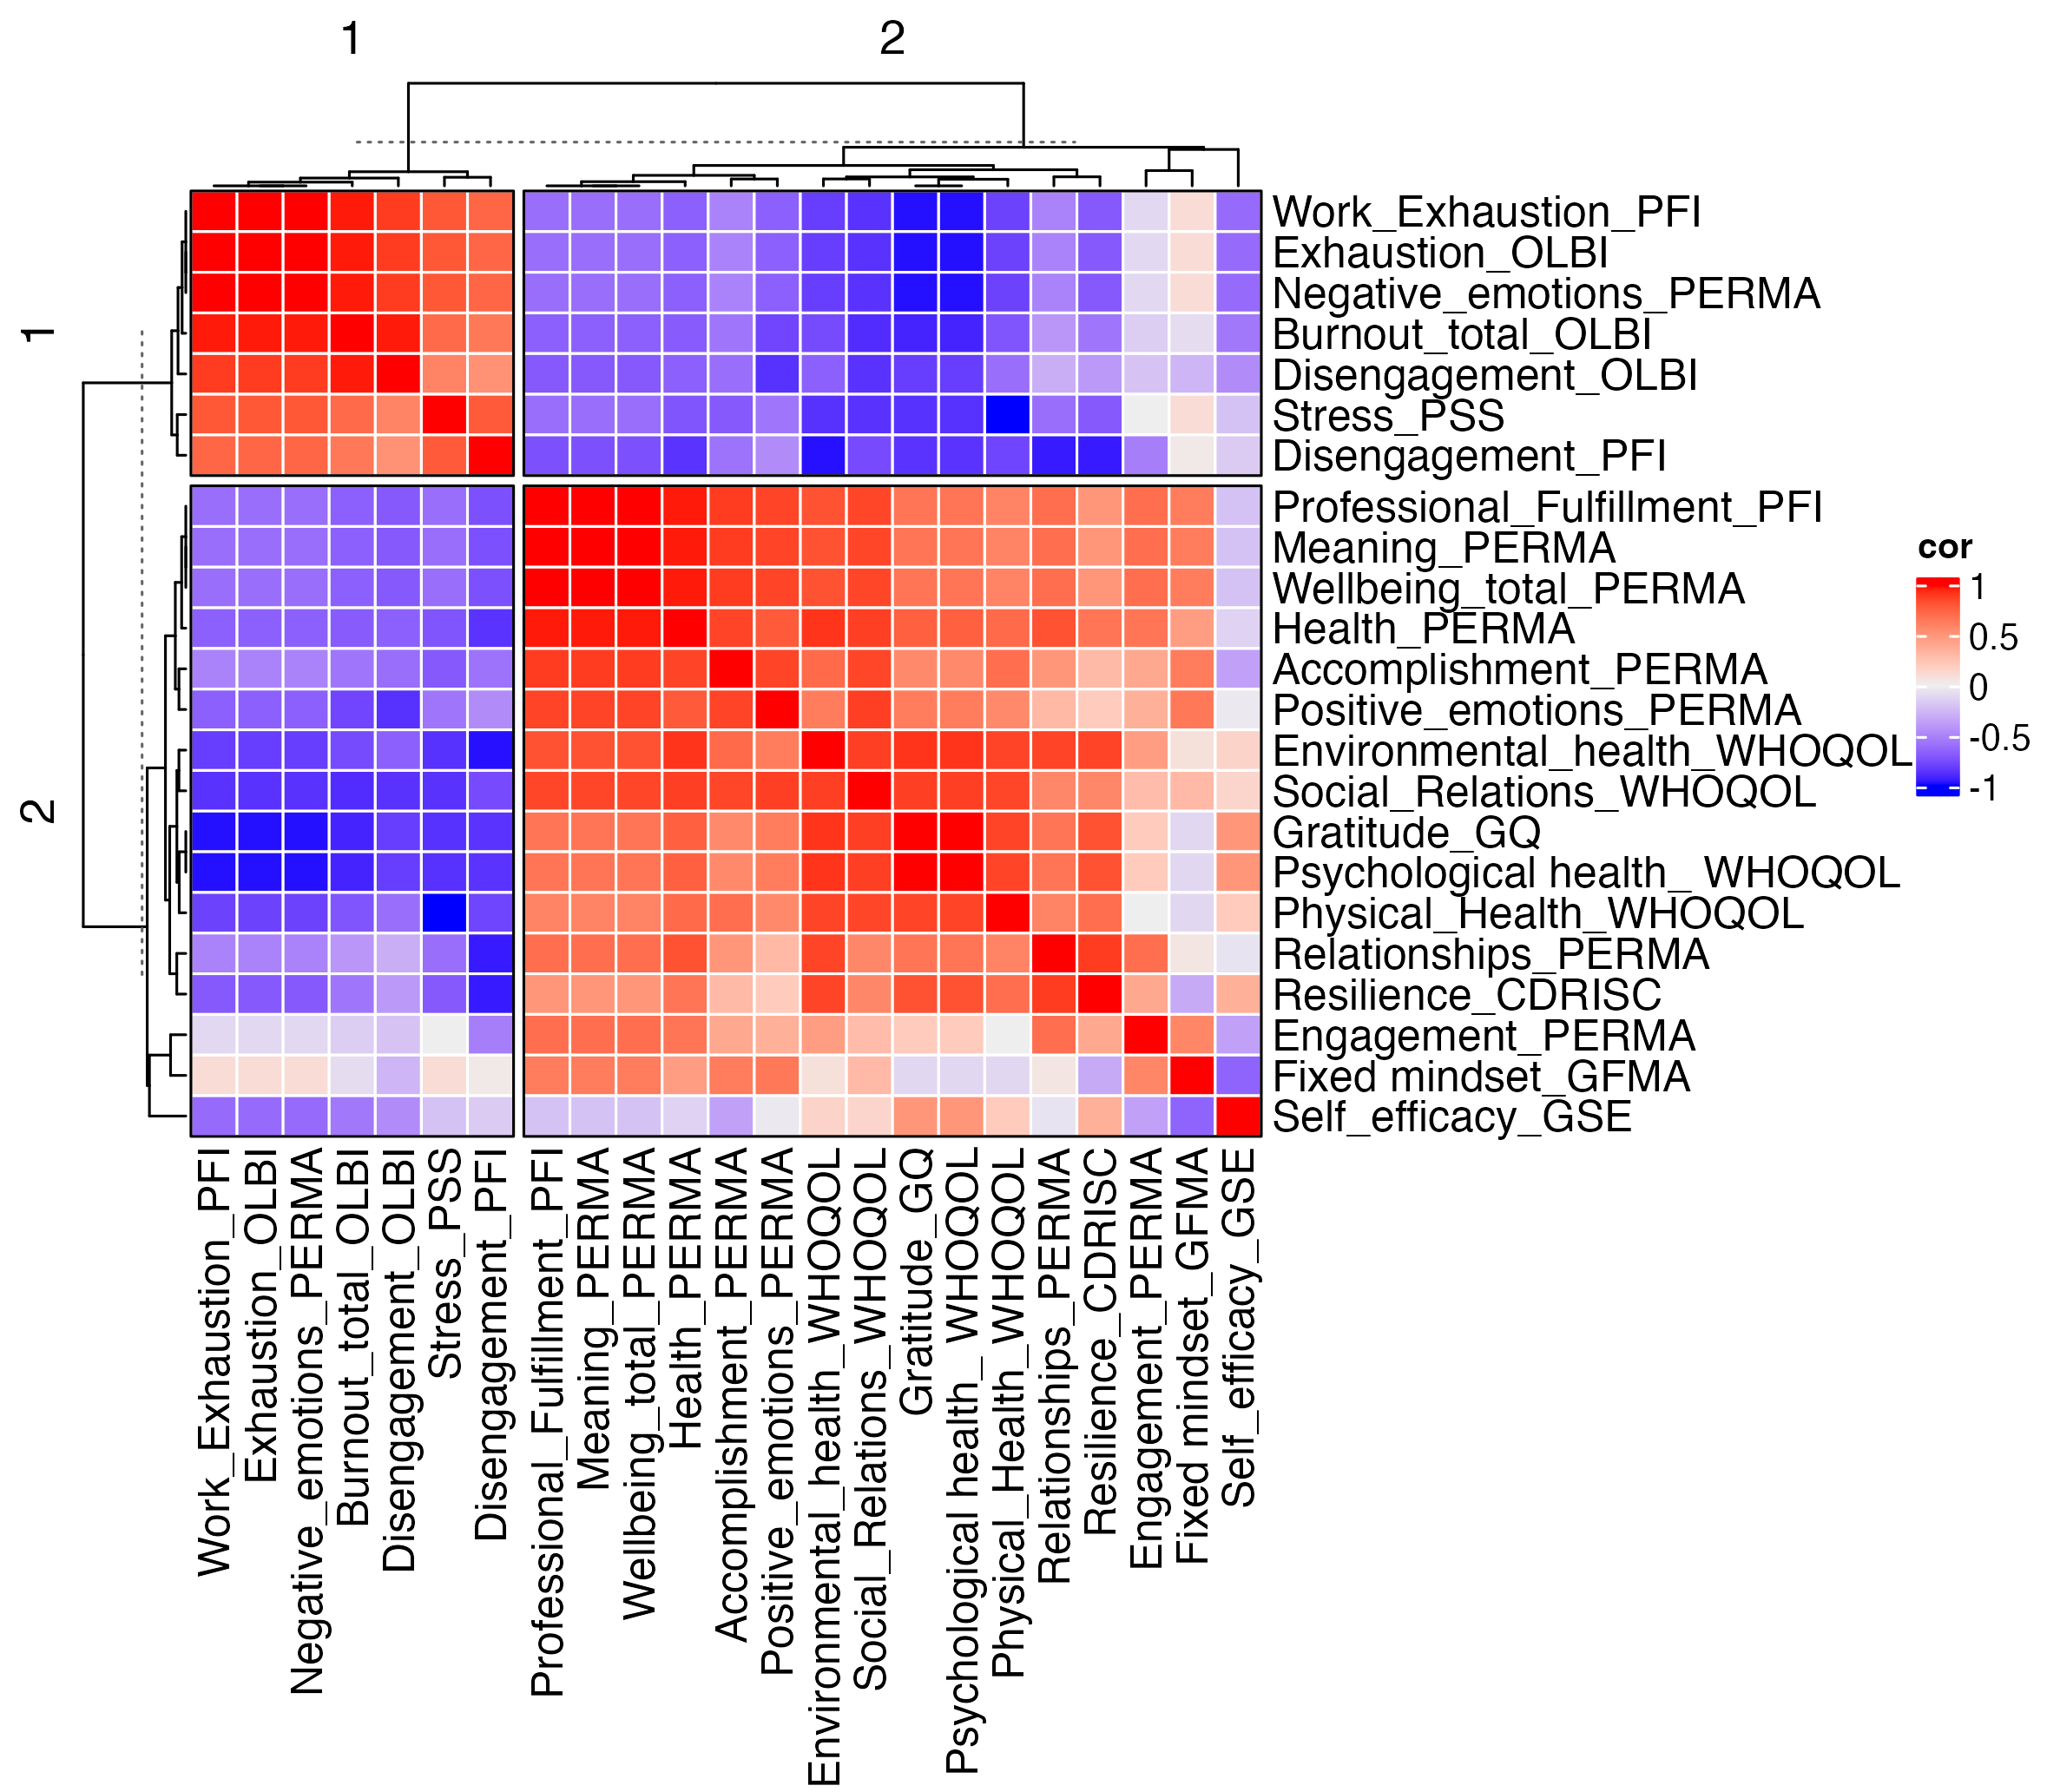 1
2
1
2
Work_Exhaustion_PFI
Exhaustion_OLBI
Negative_emotions_PERMA
Burnout_total_OLBI
Disengagement_OLBI
Stress_PSS
Disengagement_PFI
Professional_Fulfillment_PFI
Meaning_PERMA
Wellbeing_total_PERMA
Health_PERMA
Accomplishment_PERMA
Positive_emotions_PERMA
Environmental_health_WHOQOL
Social_Relations_WHOQOL
Gratitude_GQ
Psychological health_ WHOQOL
Physical_Health_WHOQOL
Relationships_PERMA
Resilience_CDRISC
Engagement_PERMA
Fixed mindset_GFMA
Self_efficacy_GSE
cor
1
0.5
0
-0.5
-1
Work_Exhaustion_PFI
Exhaustion_OLBI
Negative_emotions_PERMA
Burnout_total_OLBI
Disengagement_OLBI
Stress_PSS
Disengagement_PFI
Professional_Fulfillment_PFI
Meaning_PERMA
Wellbeing_total_PERMA
Health_PERMA
Accomplishment_PERMA
Positive_emotions_PERMA
Environmental_health_WHOQOL
Social_Relations_WHOQOL
Gratitude_GQ
Psychological health_ WHOQOL
Physical_Health_WHOQOL
Relationships_PERMA
Resilience_CDRISC
Engagement_PERMA
Fixed mindset_GFMA
Self_efficacy_GSE